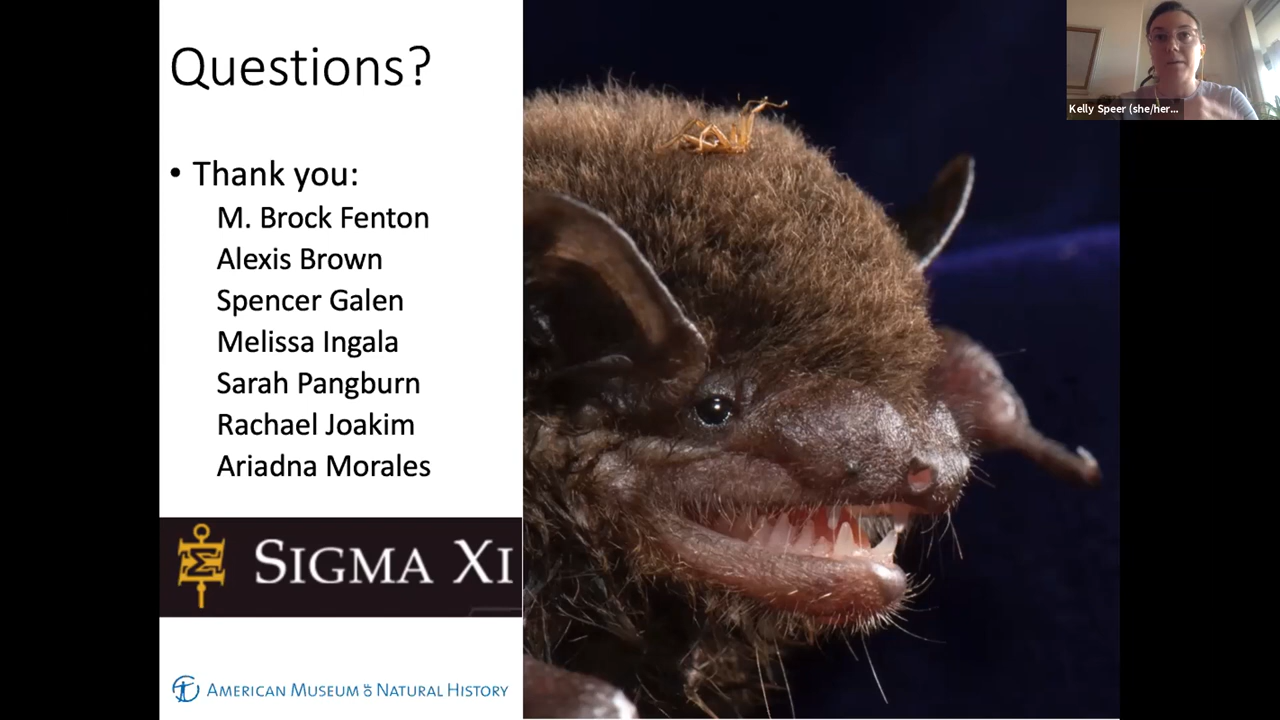 Questions?
• Thank you:
M. Brock Fenton
Alexis Brown
Spencer Galen
Melissa Ingala
Sarah Pangburn
Rachael Joakim
Ariadna Morales
SIGMA XI
AMERICAN MUSEUM OF NATURAL HISTORY
Kelly Speer (she/her...